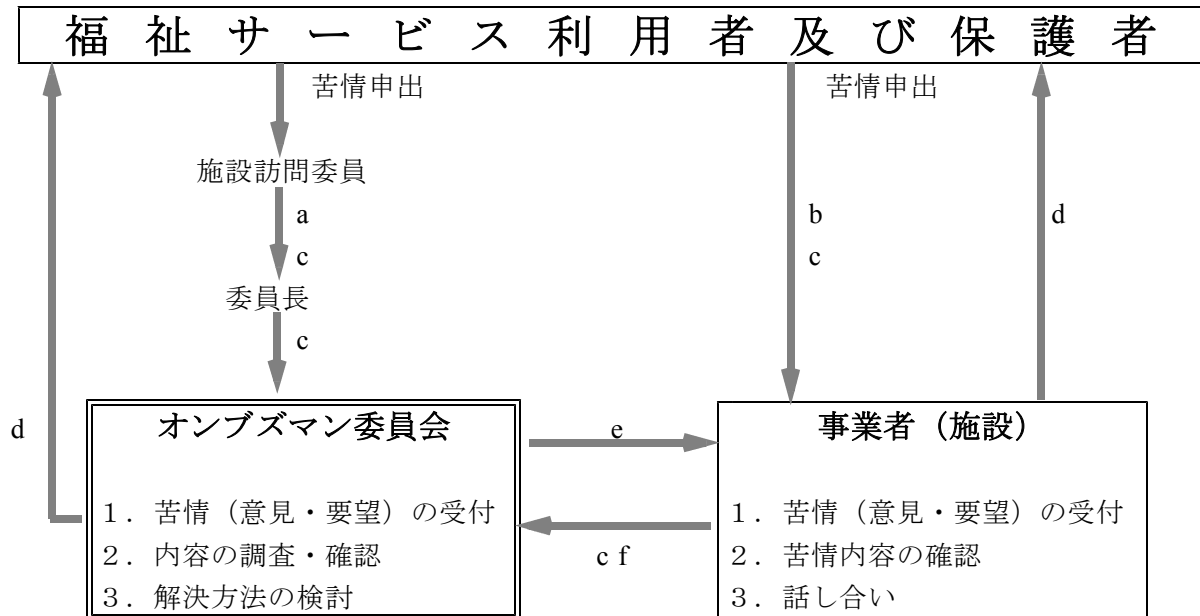 福祉サービス利用者及び保護者
苦情申出
苦情申出
施設訪問委員
a
c
委員長
c
b
c
d
d
オンブズマン委員会
1．苦情（意見・要望）の受付
2．内容の調査・確認
3．解決方法の検討
e
c f
事業者（施設）
1．苦情（意見・要望）の受付
2．苦情内容の確認
3．話し合い